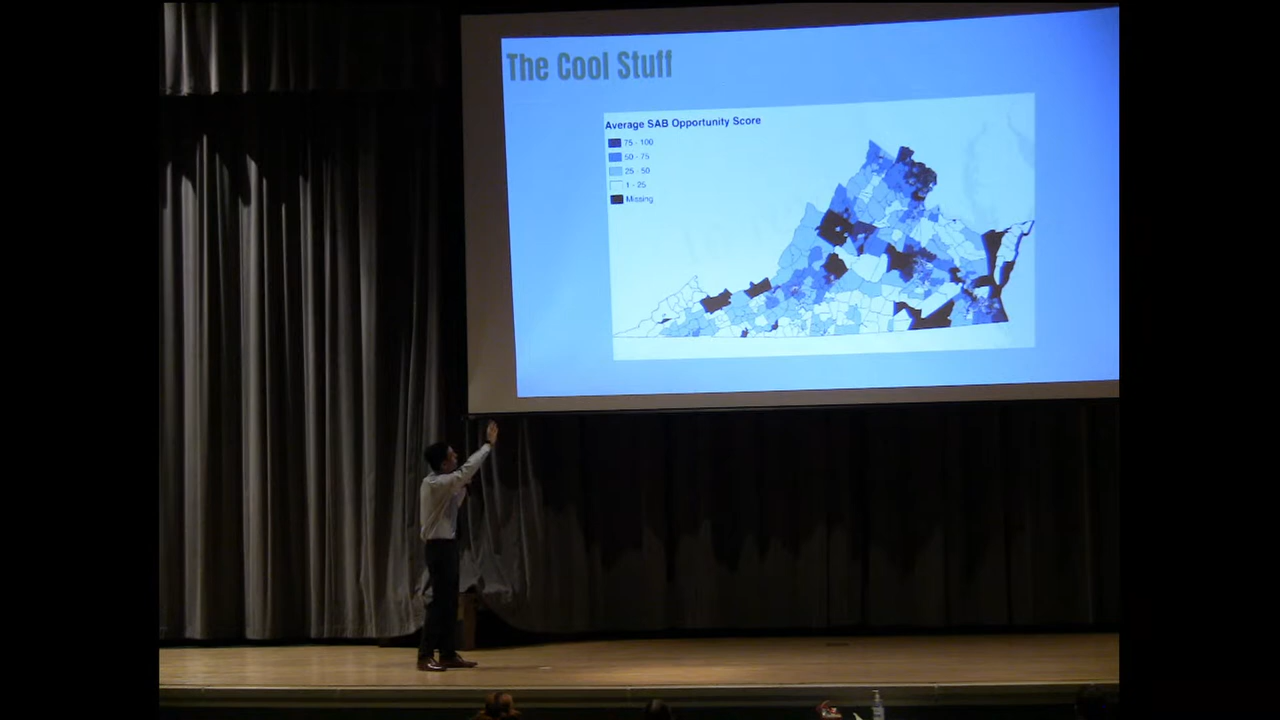 The Cool Stuff
Average SAB Opportunity Score
75 - 100
50 - 75
25 - 50
1 - 25
Missing